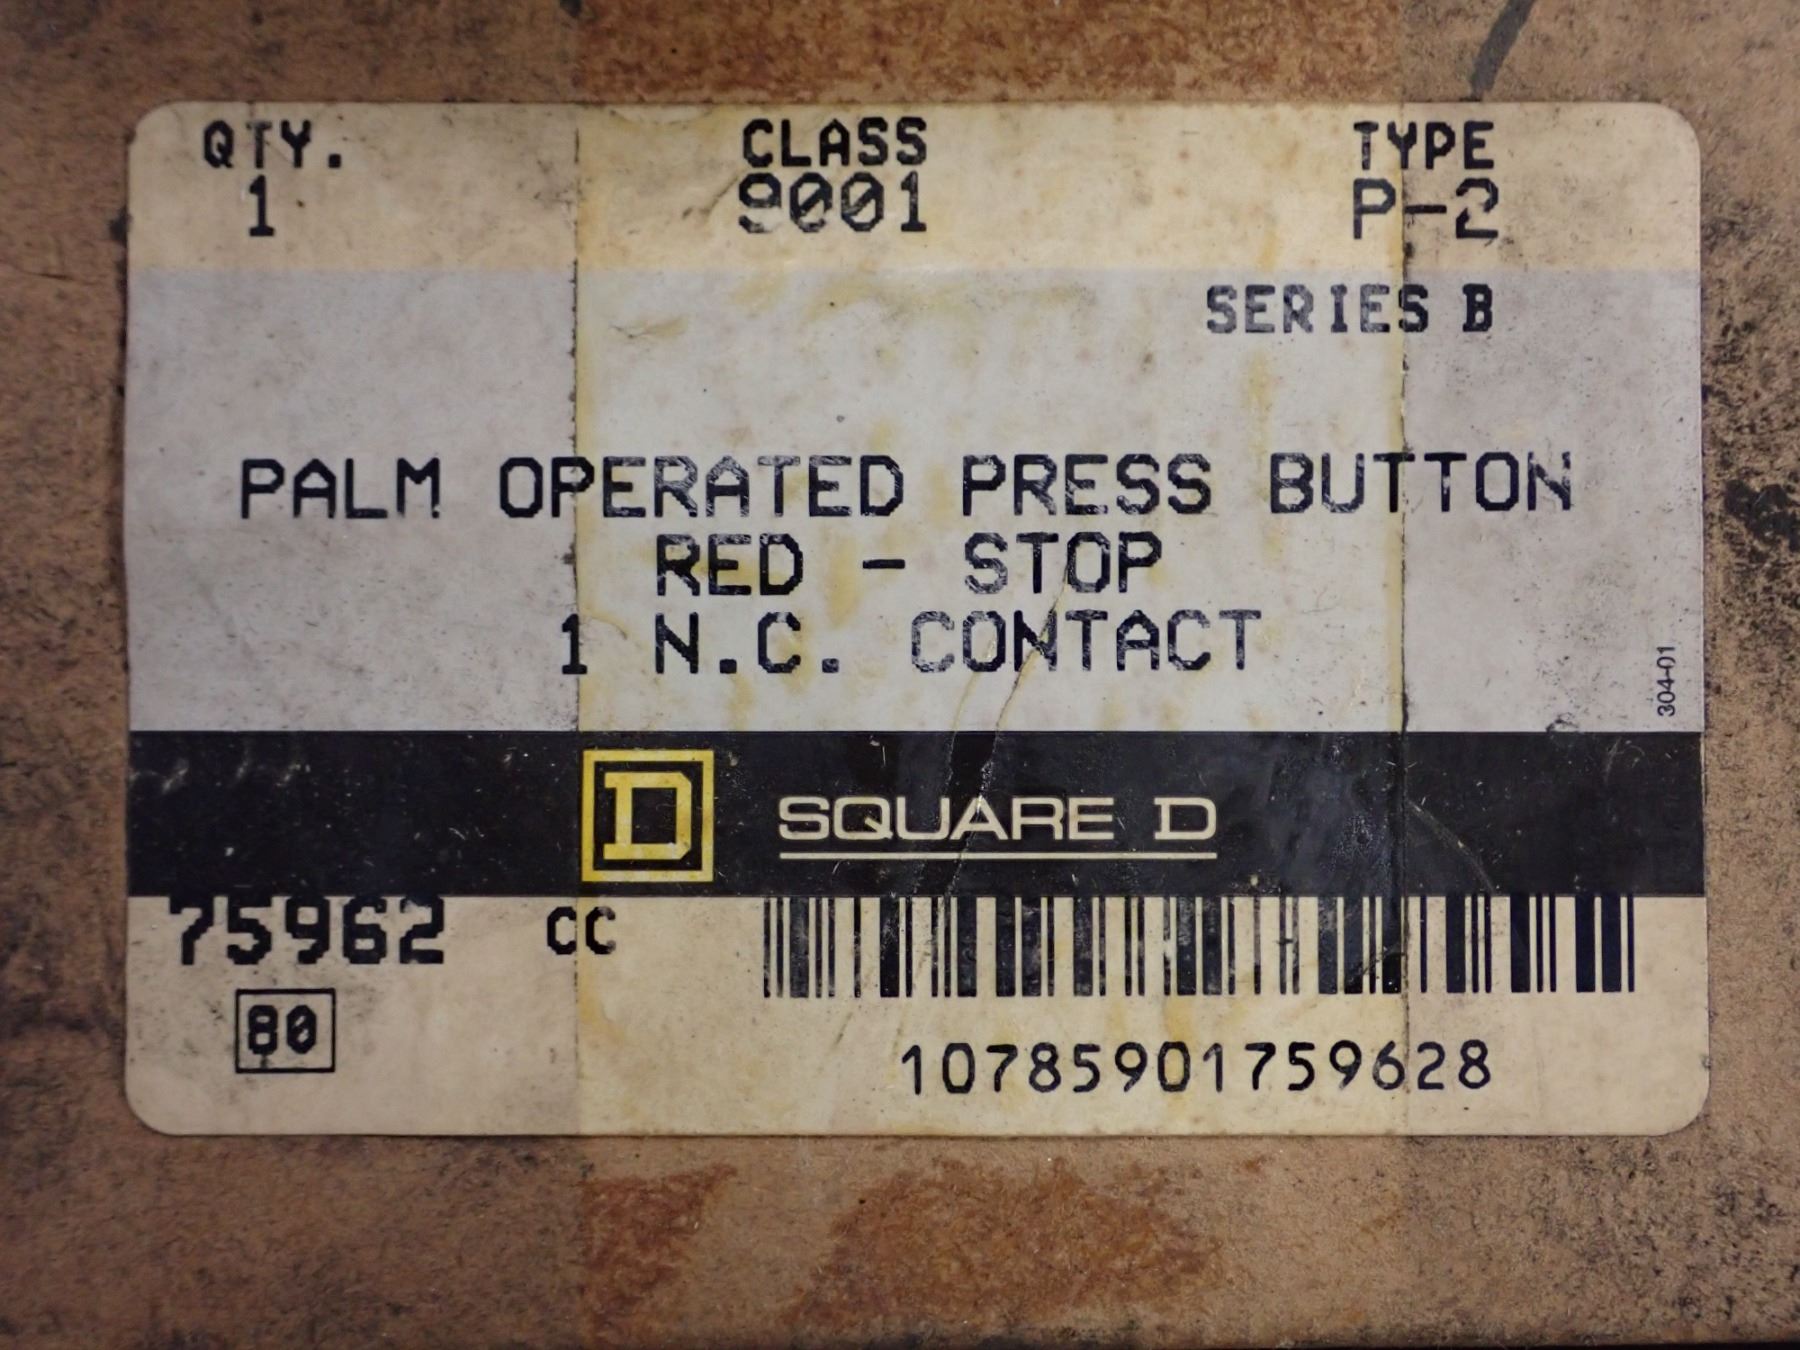 QTY. CLASS TYPE
1 9001 P-2
SERIES B
PALM OPERATED PRESS BUTTON
RED - STOP
1 N.C. CONTACT
304-01
D SQUARE D
75962 CC
80
10785901759628